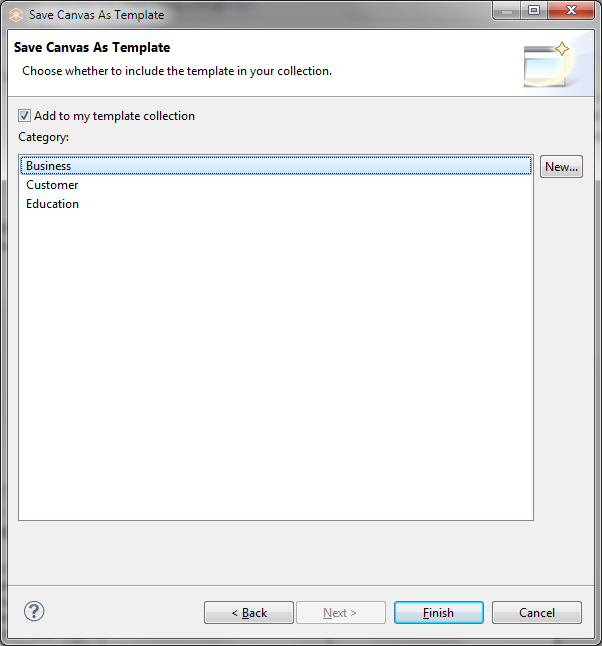 Save Canvas As Template
Save Canvas As Template
Choose whether to include the template in your collection.
Add to my template collection
Category:
Business
New...
Customer
Education
?
< Back
Next >
Finish
Cancel